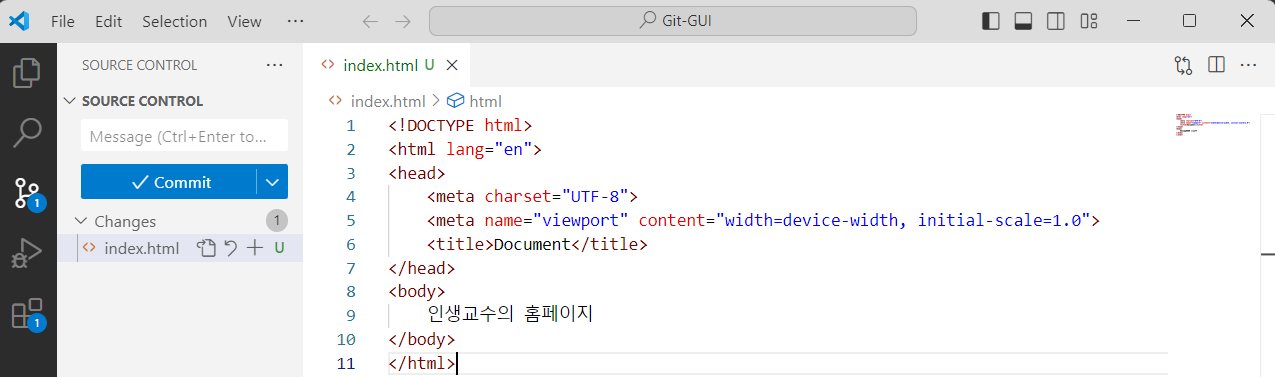 File Edit Selection View ··· Git-GUI
SOURCE CONTROL ···
index.html U
SOURCE CONTROL
index.html > html
Message (Ctrl+Enter to...
Commit
Changes 1
index.html U
1
1
1 <!DOCTYPE html>
2 <html lang="en">
3 <head>
4 <meta charset="UTF-8">
5 <meta name="viewport" content="width=device-width, initial-scale=1.0">
6 <title>Document</title>
7 </head>
8 <body>
9 인생교수의 홈페이지
10 </body>
11 </html>